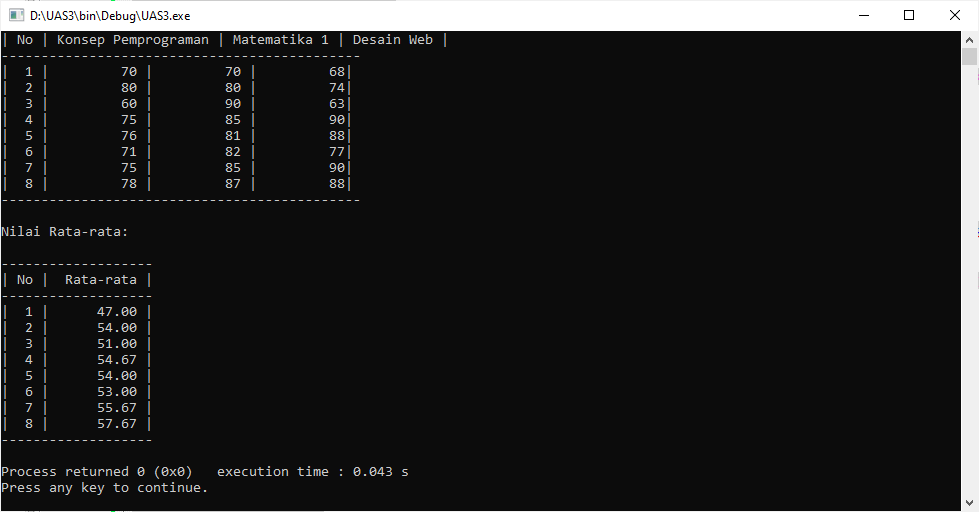 D:\UAS3\bin\Debug\UAS3.exe
| No | Konsep Pemprograman | Matematika 1 | Desain Web |
---------------------------------------------
|  1 |         70 |         70 |         68|
|  2 |         80 |         80 |         74|
|  3 |         60 |         90 |         63|
|  4 |         75 |         85 |         90|
|  5 |         76 |         81 |         88|
|  6 |         71 |         82 |         77|
|  7 |         75 |         85 |         90|
|  8 |         78 |         87 |         88|
---------------------------------------------
Nilai Rata-rata:
-------------------
| No |  Rata-rata |
-------------------
|  1 |      47.00 |
|  2 |      54.00 |
|  3 |      51.00 |
|  4 |      54.67 |
|  5 |      54.00 |
|  6 |      53.00 |
|  7 |      55.67 |
|  8 |      57.67 |
-------------------
Process returned 0 (0x0)   execution time : 0.043 s
Press any key to continue.